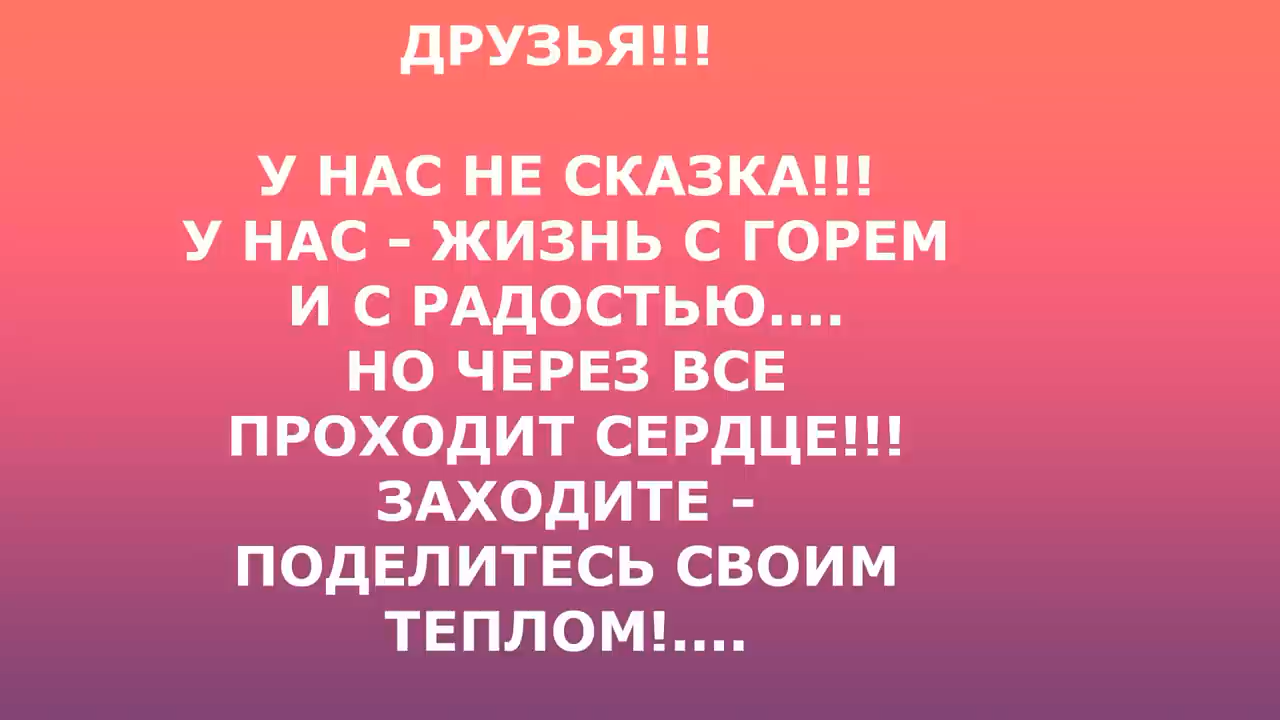 ДРУЗЬЯ!!!
У НАС НЕ СКАЗКА!!!
У НАС – ЖИЗНЬ С ГОРЕМ
И С РАДОСТЬЮ....
НО ЧЕРЕЗ ВСЕ
ПРОХОДИТ СЕРДЦЕ!!!
ЗАХОДИТЕ –
ПОДЕЛИТЕСЬ СВОИМ
ТЕПЛОМ!....